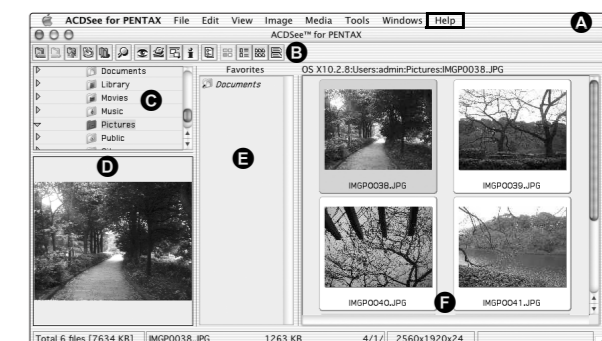 ACDSee for PENTAX File Edit View Image Media Tools Windows Help A
ACDSee™ for PENTAX
B
Documents
Library
Movies
Music
Pictures
Public
C
D
Favorites
Documents
E
OS X10.2.8:Users:admin:Pictures:IMGP0038.JPG
IMGP0038.JPG IMGP0039.JPG
IMGP0040.JPG IMGP0041.JPG
F
Total 6 files [7634 KB] IMGP0038.JPG 1263 KB 4/1/ 2560x1920x24